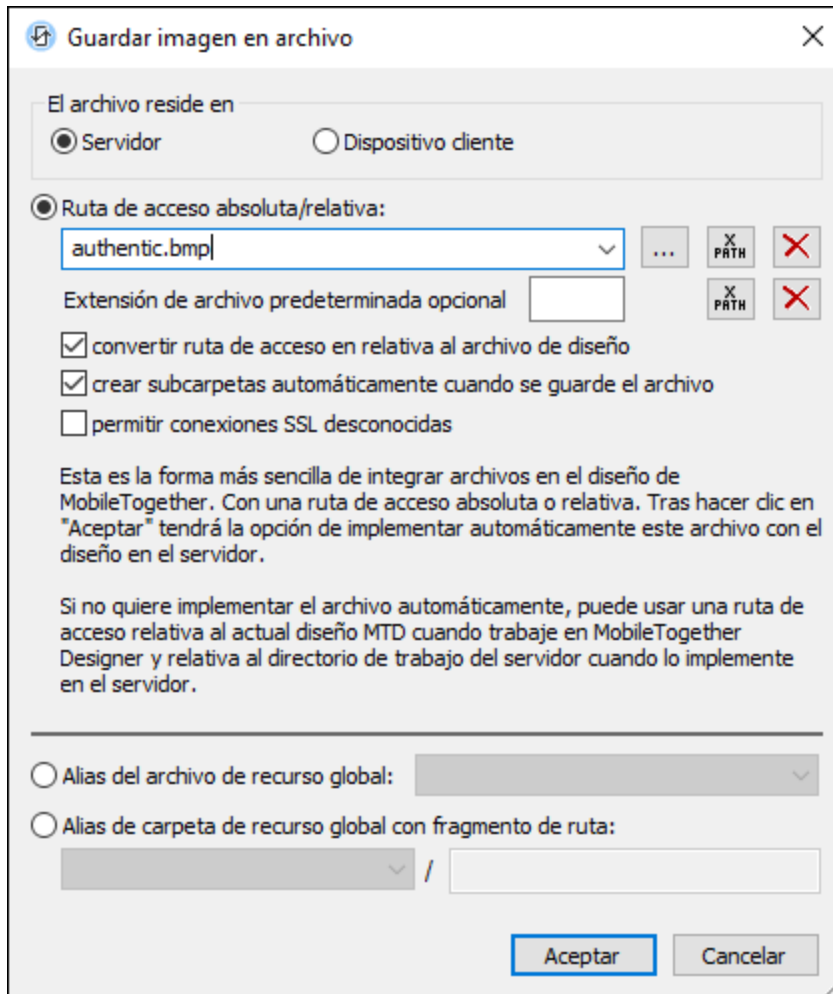 Guardar imagen en archivo
El archivo reside en
Servidor
Dispositivo cliente
Ruta de acceso absoluta/relativa:
authentic.bmp
...
X
PATH
Extensión de archivo predeterminada opcional
X
PATH
convertir ruta de acceso en relativa al archivo de diseño
crear subcarpetas automáticamente cuando se guarde el archivo
permitir conexiones SSL desconocidas
Esta es la forma más sencilla de integrar archivos en el diseño de
MobileTogether. Con una ruta de acceso absoluta o relativa. Tras hacer clic en
"Aceptar" tendrá la opción de implementar automáticamente este archivo con el
diseño en el servidor.
Si no quiere implementar el archivo automáticamente, puede usar una ruta de
acceso relativa al actual diseño MTD cuando trabaje en MobileTogether
Designer y relativa al directorio de trabajo del servidor cuando lo implemente
en el servidor.
Alias del archivo de recurso global:
Alias de carpeta de recurso global con fragmento de ruta:
/
Aceptar
Cancelar